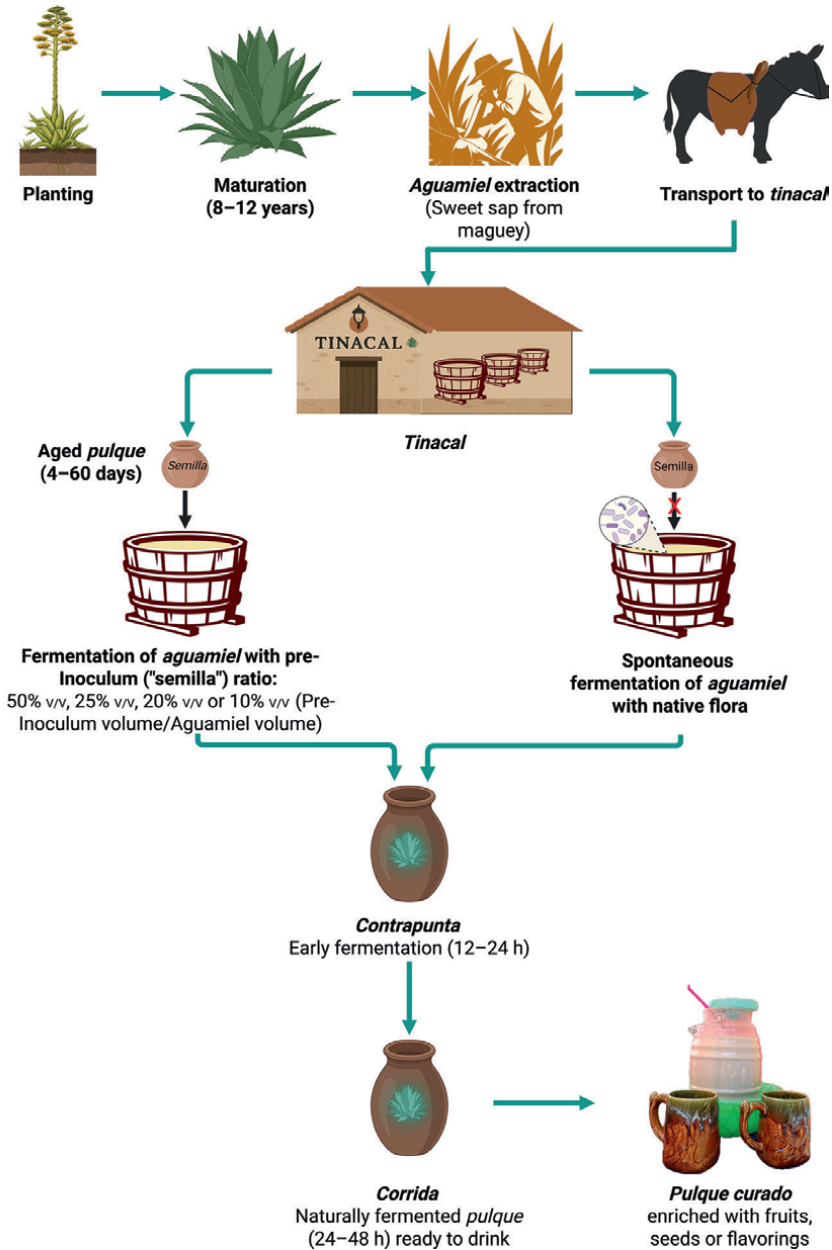 Planting
Maturation
(8–12 years)
Aguamiel extraction
(Sweet sap from
maguey)
Transport to tinacal
TINACAL
Tinacal
Aged pulque
(4–60 days)
Semilla
Semilla
Fermentation of aguamiel with pre-
Inoculum ("semilla") ratio:
50% v/v, 25% v/v, 20% v/v or 10% v/v (Pre-
Inoculum volume/Aguamiel volume)
Spontaneous
fermentation of aguamiel
with native flora
Contrapunta
Early fermentation (12–24 h)
Corrida
Naturally fermented pulque
(24–48 h) ready to drink
Pulque curado
enriched with fruits,
seeds or flavorings